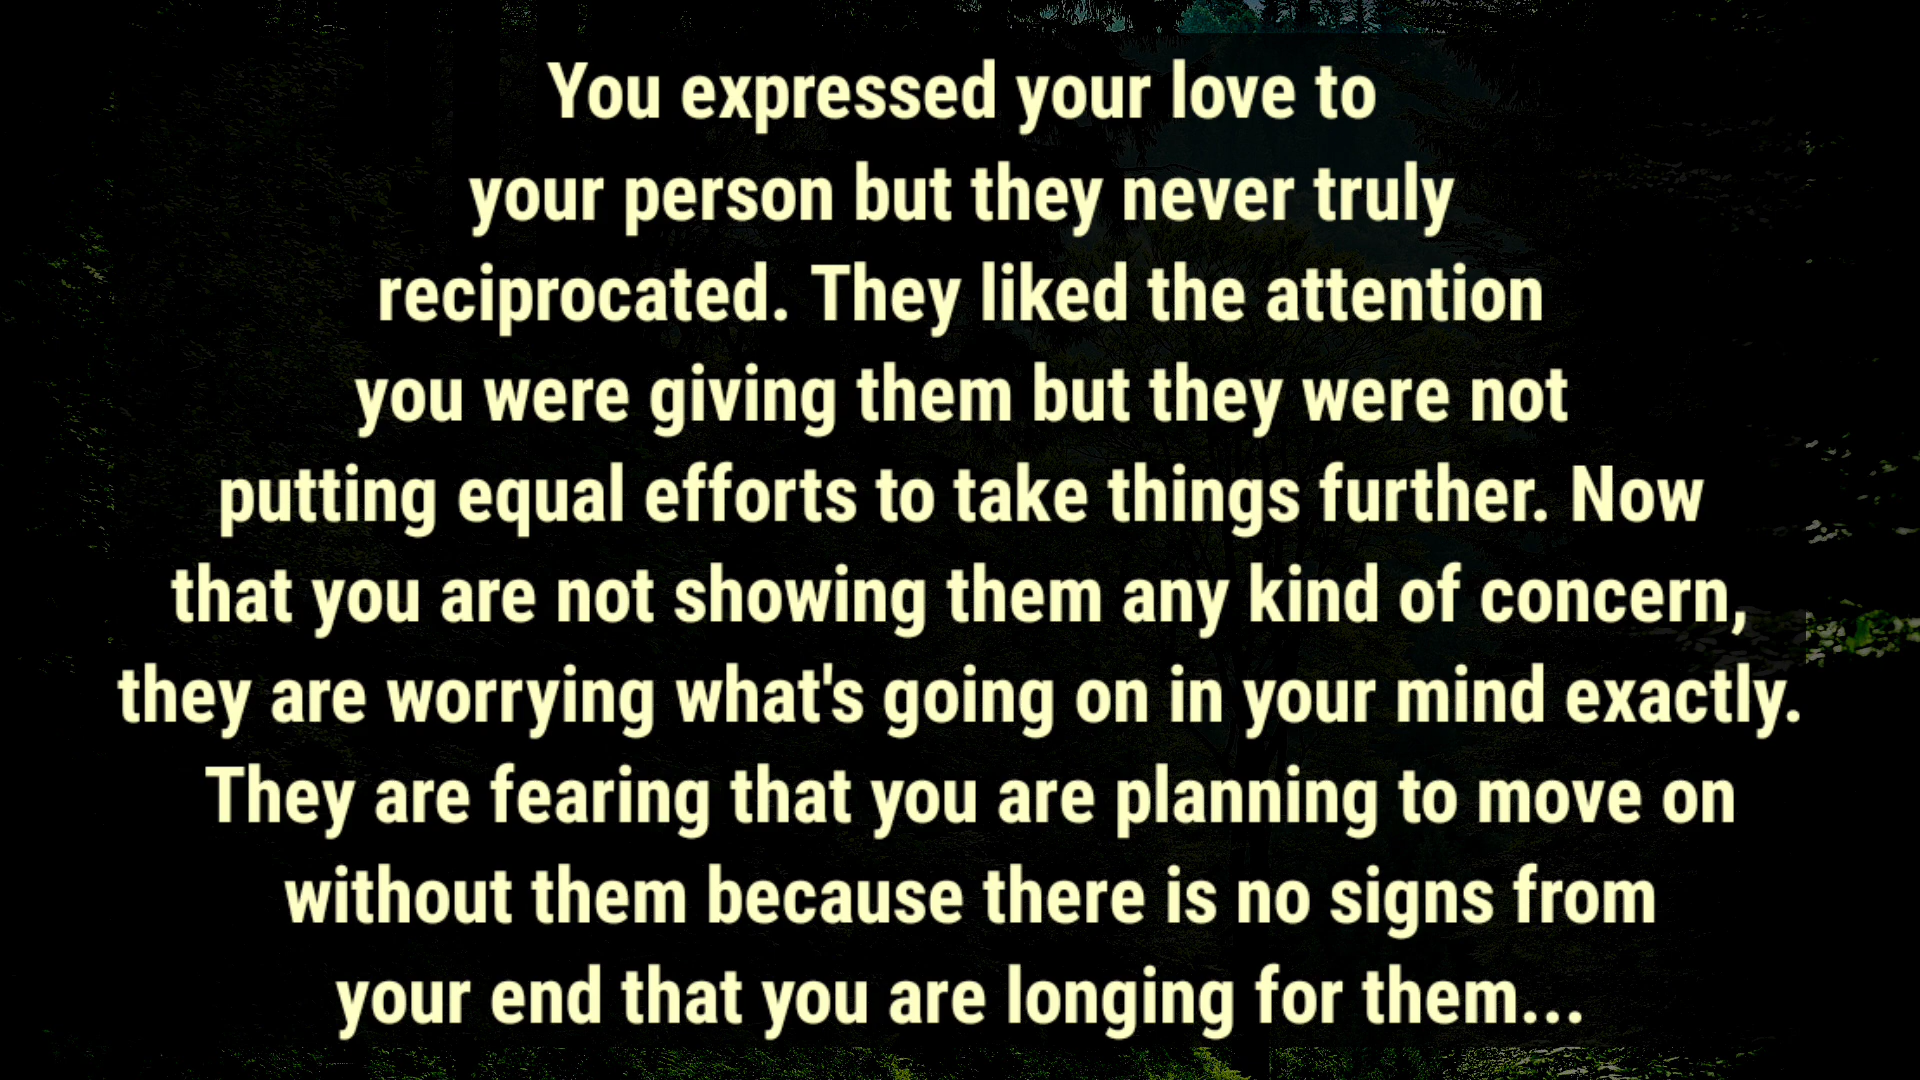 You expressed your love to
your person but they never truly
reciprocated. They liked the attention
you were giving them but they were not
putting equal efforts to take things further. Now
that you are not showing them any kind of concern,
they are worrying what's going on in your mind exactly.
They are fearing that you are planning to move on
without them because there is no signs from
your end that you are longing for them...